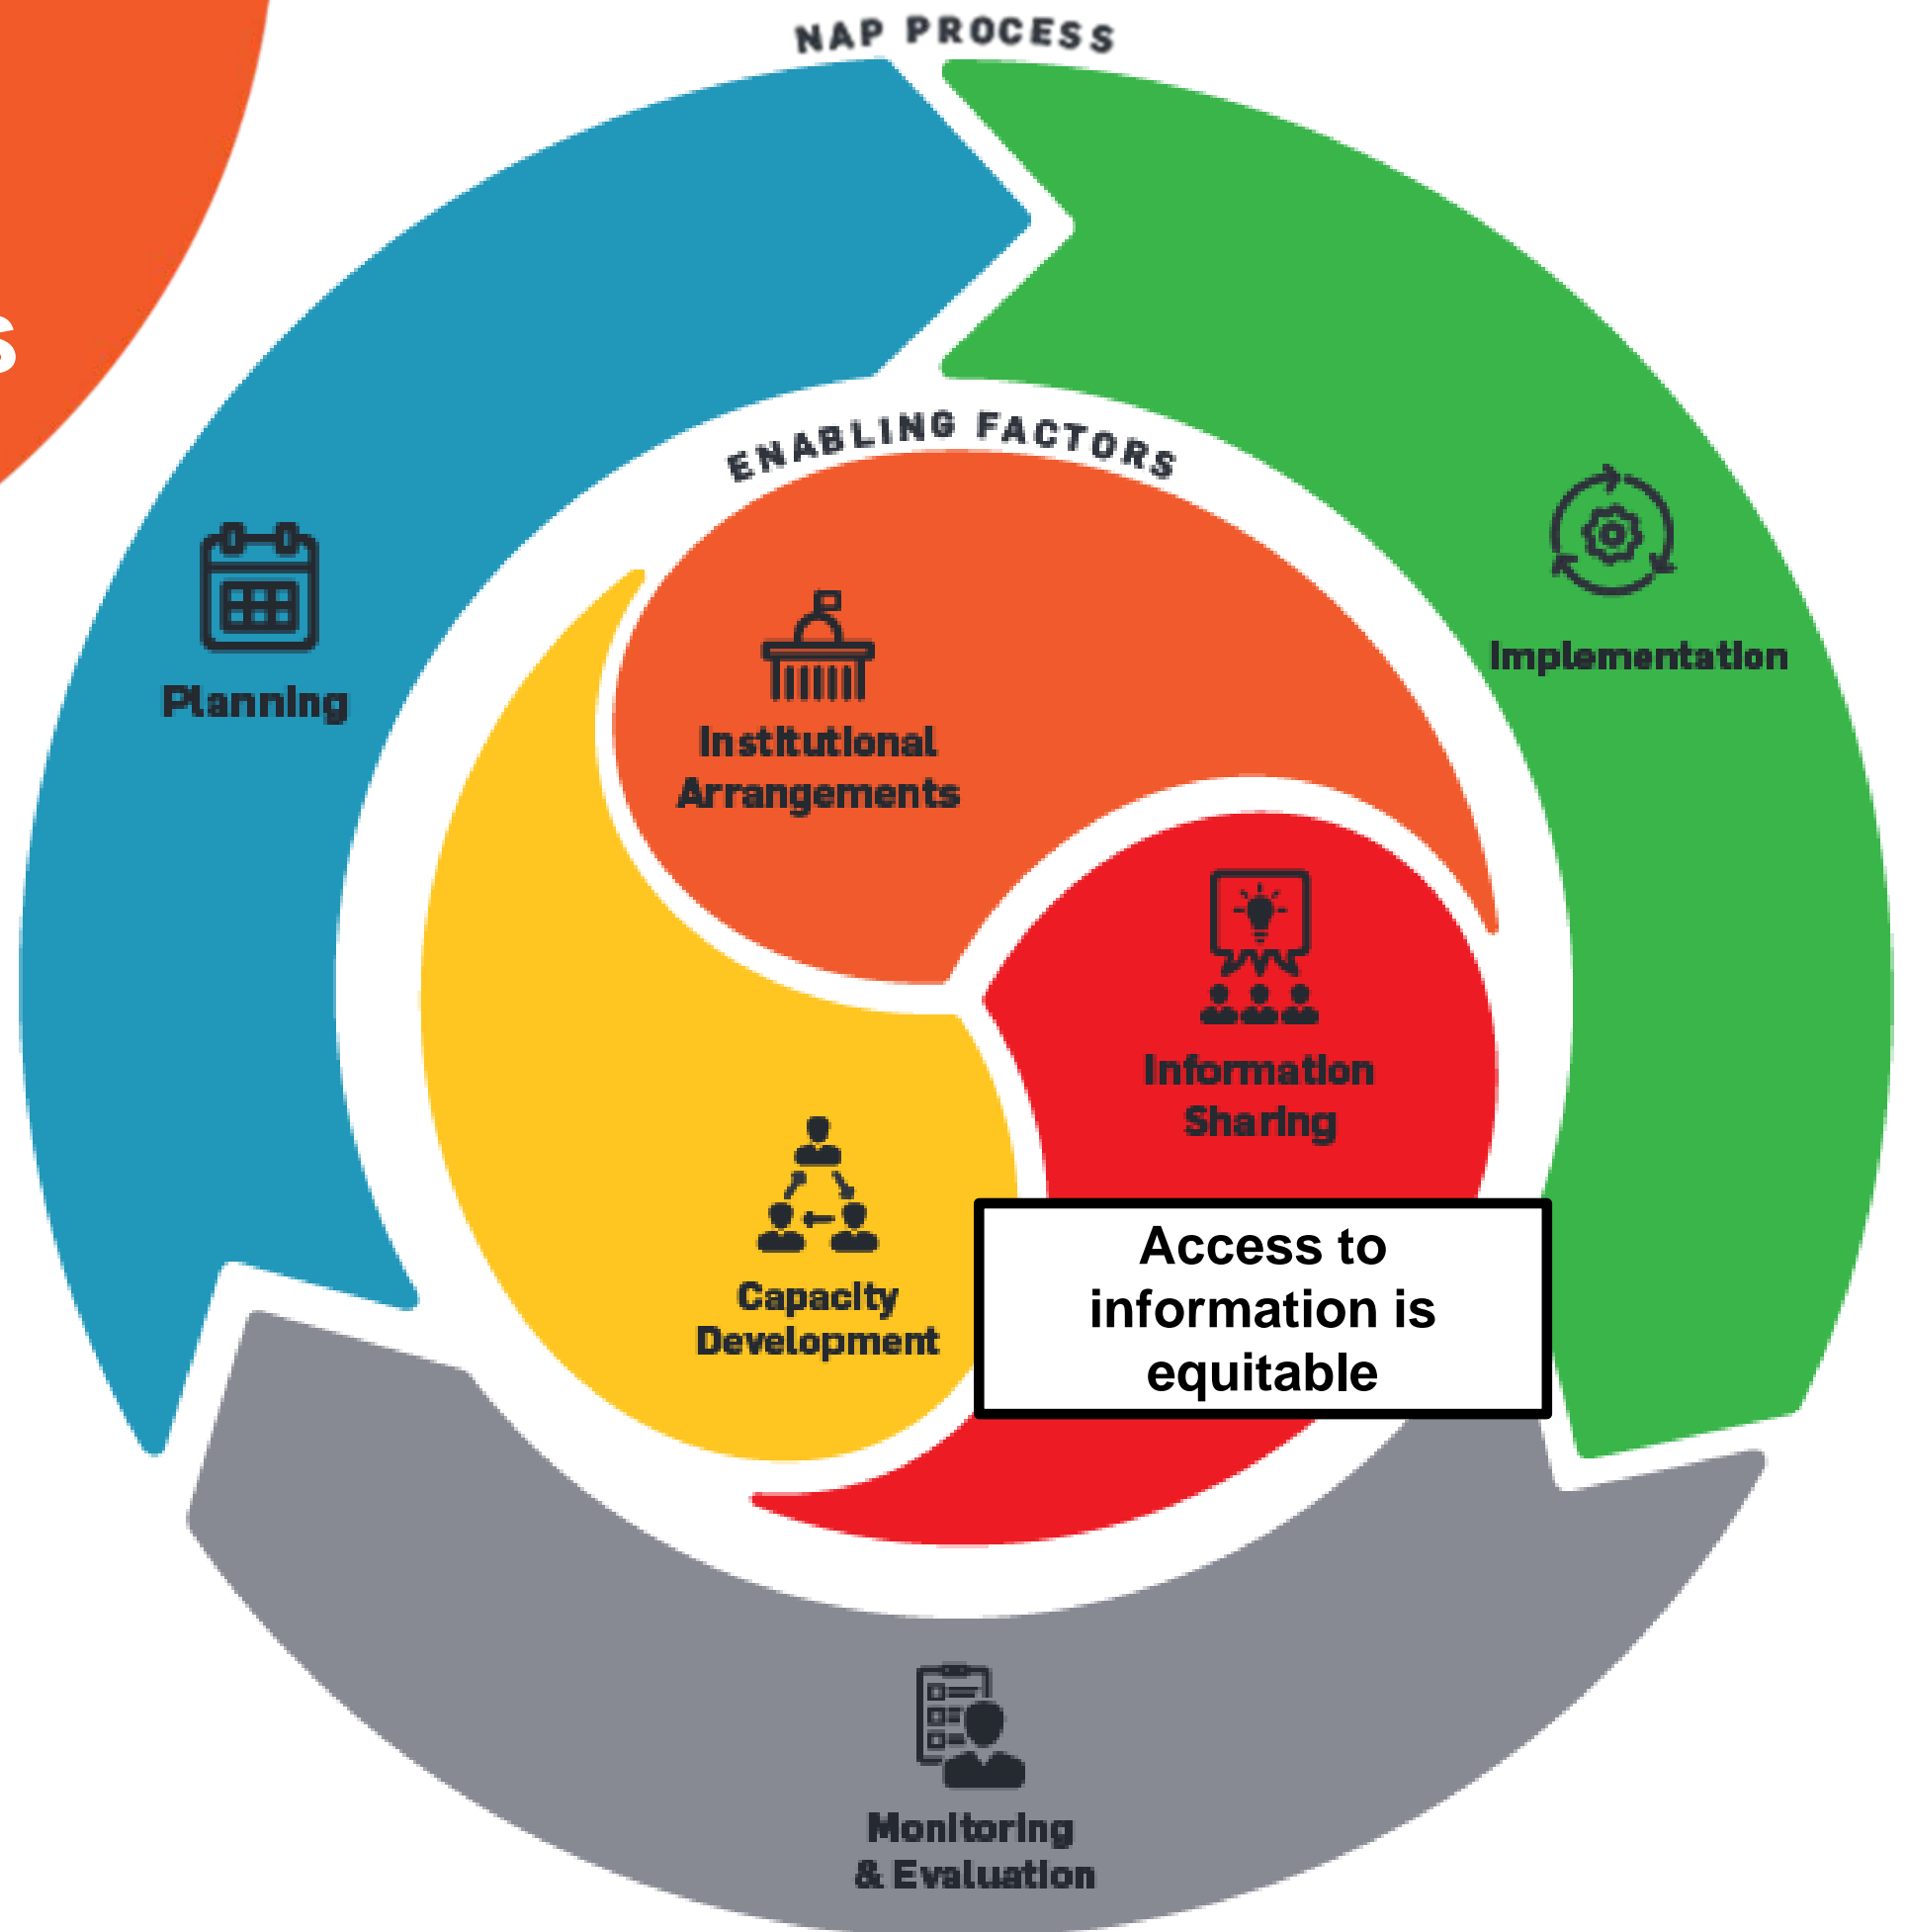 NAP PROCESS
s
ENABLING FACTORS
Planning
Implementation
Institutional
Arrangements
Information
Sharing
Capacity
Development
Access to
information is
equitable
Monitoring
& Evaluation